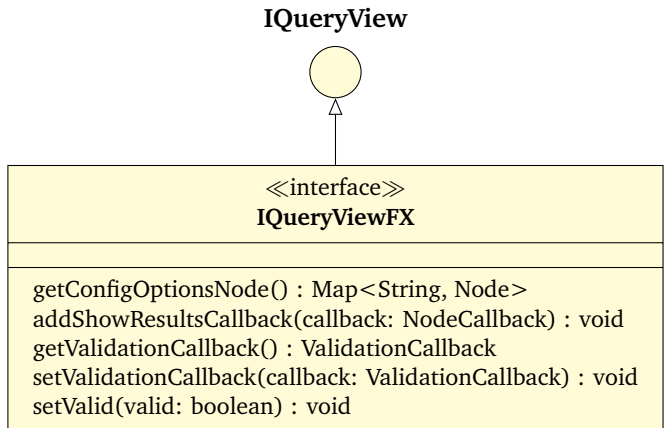 IQueryView
≪interface≫
IQueryViewFX
getConfigOptionsNode() : Map<String, Node>
addShowResultsCallback(callback: NodeCallback) : void
getValidationCallback() : ValidationCallback
setValidationCallback(callback: ValidationCallback) : void
setValid(valid: boolean) : void